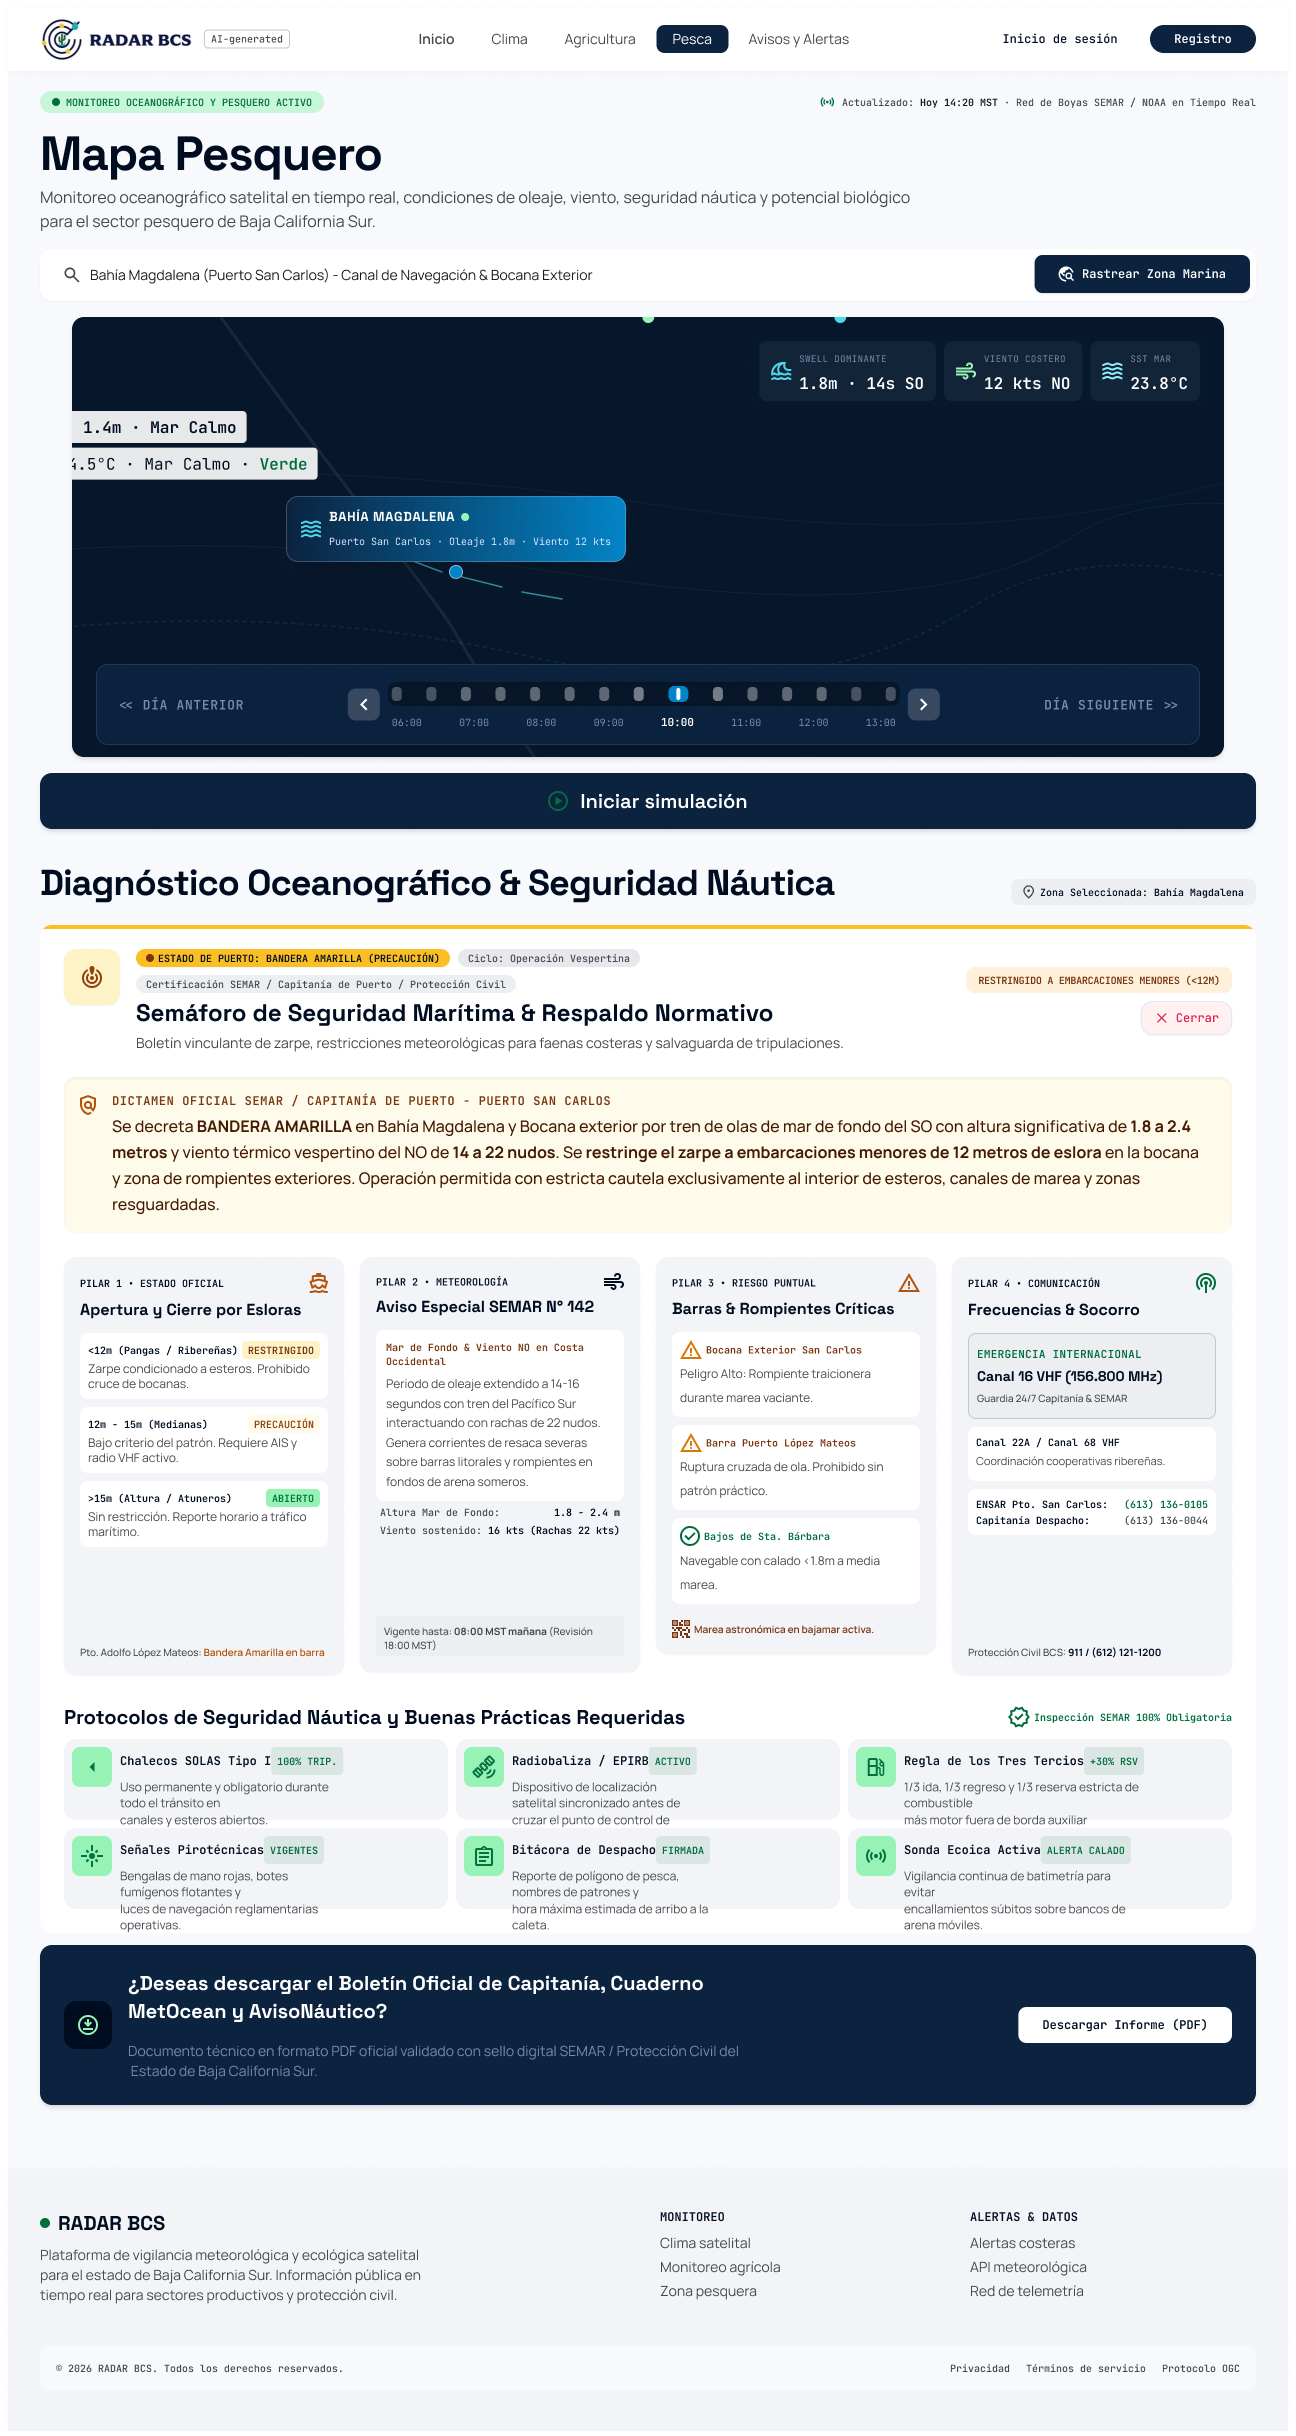 RADAR BCS
AI-generated
Inicio
Clima
Agricultura
Pesca
Avisos y Alertas
Inicio de sesión
Registro
MONITOREO OCEANOGRÁFICO Y PESQUERO ACTIVO
Actualizado: Hoy 14:20 MST · Red de Boyas SEMAR / NOAA en Tiempo Real
Mapa Pesquero
Monitoreo oceanográfico satelital en tiempo real, condiciones de oleaje, viento, seguridad náutica y potencial biológico
para el sector pesquero de Baja California Sur.
Bahía Magdalena (Puerto San Carlos) - Canal de Navegación & Bocana Exterior
Rastrear Zona Marina
SWELL DOMINANTE
1.8m · 14s SO
VIENTO COSTERO
12 kts NO
SST MAR
23.8°C
1.4m · Mar Calmo
4.5°C · Mar Calmo · Verde
BAHÍA MAGDALENA
Puerto San Carlos · Oleaje 1.8m · Viento 12 kts
<< DÍA ANTERIOR
06:00 07:00 08:00 09:00 10:00 11:00 12:00 13:00
DÍA SIGUIENTE >>
Iniciar simulación
Diagnóstico Oceanográfico & Seguridad Náutica
Zona Seleccionada: Bahía Magdalena
ESTADO DE PUERTO: BANDERA AMARILLA (PRECAUCIÓN)
Ciclo: Operación Vespertina
Certificación SEMAR / Capitanía de Puerto / Protección Civil
RESTRINGIDO A EMBARCACIONES MENORES (<12M)
Semáforo de Seguridad Marítima & Respaldo Normativo
Cerrar
Boletín vinculante de zarpe, restricciones meteorológicas para faenas costeras y salvaguarda de tripulaciones.
DICTAMEN OFICIAL SEMAR / CAPITANÍA DE PUERTO - PUERTO SAN CARLOS
Se decreta BANDERA AMARILLA en Bahía Magdalena y Bocana exterior por tren de olas de mar de fondo del SO con altura significativa de 1.8 a 2.4
metros y viento térmico vespertino del NO de 14 a 22 nudos. Se restringe el zarpe a embarcaciones menores de 12 metros de eslora en la bocana
y zona de rompientes exteriores. Operación permitida con estricta cautela exclusivamente al interior de esteros, canales de marea y zonas
resguardadas.
PILAR 1 • ESTADO OFICIAL
Apertura y Cierre por Esloras
<12m (Pangas / Ribereñas) RESTRINGIDO
Zarpe condicionado a esteros. Prohibido
cruce de bocanas.
12m - 15m (Medianas) PRECAUCIÓN
Bajo criterio del patrón. Requiere AIS y
radio VHF activo.
>15m (Altura / Atuneros) ABIERTO
Sin restricción. Reporte horario a tráfico
marítimo.
Pto. Adolfo López Mateos: Bandera Amarilla en barra
PILAR 2 • METEOROLOGÍA
Aviso Especial SEMAR N° 142
Mar de Fondo & Viento NO en Costa
Occidental
Periodo de oleaje extendido a 14-16
segundos con tren del Pacífico Sur
interactuando con rachas de 22 nudos.
Genera corrientes de resaca severas
sobre barras litorales y rompientes en
fondos de arena someros.
Altura Mar de Fondo: 1.8 - 2.4 m
Viento sostenido: 16 kts (Rachas 22 kts)
Vigente hasta: 08:00 MST mañana (Revisión
18:00 MST)
PILAR 3 • RIESGO PUNTUAL
Barras & Rompientes Críticas
Bocana Exterior San Carlos
Peligro Alto: Rompiente traicionera
durante marea vaciante.
Barra Puerto López Mateos
Ruptura cruzada de ola. Prohibido sin
patrón práctico.
Bajos de Sta. Bárbara
Navegable con calado <1.8m a media
marea.
Marea astronómica en bajamar activa.
PILAR 4 • COMUNICACIÓN
Frecuencias & Socorro
EMERGENCIA INTERNACIONAL
Canal 16 VHF (156.800 MHz)
Guardia 24/7 Capitanía & SEMAR
Canal 22A / Canal 68 VHF
Coordinación cooperativas ribereñas.
ENSAR Pto. San Carlos: (613) 136-0105
Capitanía Despacho: (613) 136-0044
Protección Civil BCS: 911 / (612) 121-1200
Protocolos de Seguridad Náutica y Buenas Prácticas Requeridas
Inspección SEMAR 100% Obligatoria
Chalecos SOLAS Tipo I 100% TRIP.
Uso permanente y obligatorio durante
todo el tránsito en
canales y esteros abiertos.
Radiobaliza / EPIRB ACTIVO
Dispositivo de localización
satelital sincronizado antes de
cruzar el punto de control de
Regla de los Tres Tercios +30% RSV
1/3 ida, 1/3 regreso y 1/3 reserva estricta de
combustible
más motor fuera de borda auxiliar
Señales Pirotécnicas VIGENTES
Bengalas de mano rojas, botes
fumígenos flotantes y
luces de navegación reglamentarias
operativas.
Bitácora de Despacho FIRMADA
Reporte de polígono de pesca,
nombres de patrones y
hora máxima estimada de arribo a la
caleta.
Sonda Ecoica Activa ALERTA CALADO
Vigilancia continua de batimetría para
evitar
encallamientos súbitos sobre bancos de
arena móviles.
¿Deseas descargar el Boletín Oficial de Capitanía, Cuaderno
MetOcean y AvisoNáutico?
Documento técnico en formato PDF oficial validado con sello digital SEMAR / Protección Civil del
Estado de Baja California Sur.
Descargar Informe (PDF)
RADAR BCS
Plataforma de vigilancia meteorológica y ecológica satelital
para el estado de Baja California Sur. Información pública en
tiempo real para sectores productivos y protección civil.
MONITOREO
Clima satelital
Monitoreo agrícola
Zona pesquera
ALERTAS & DATOS
Alertas costeras
API meteorológica
Red de telemetría
© 2026 RADAR BCS. Todos los derechos reservados.
Privacidad
Términos de servicio
Protocolo OGC